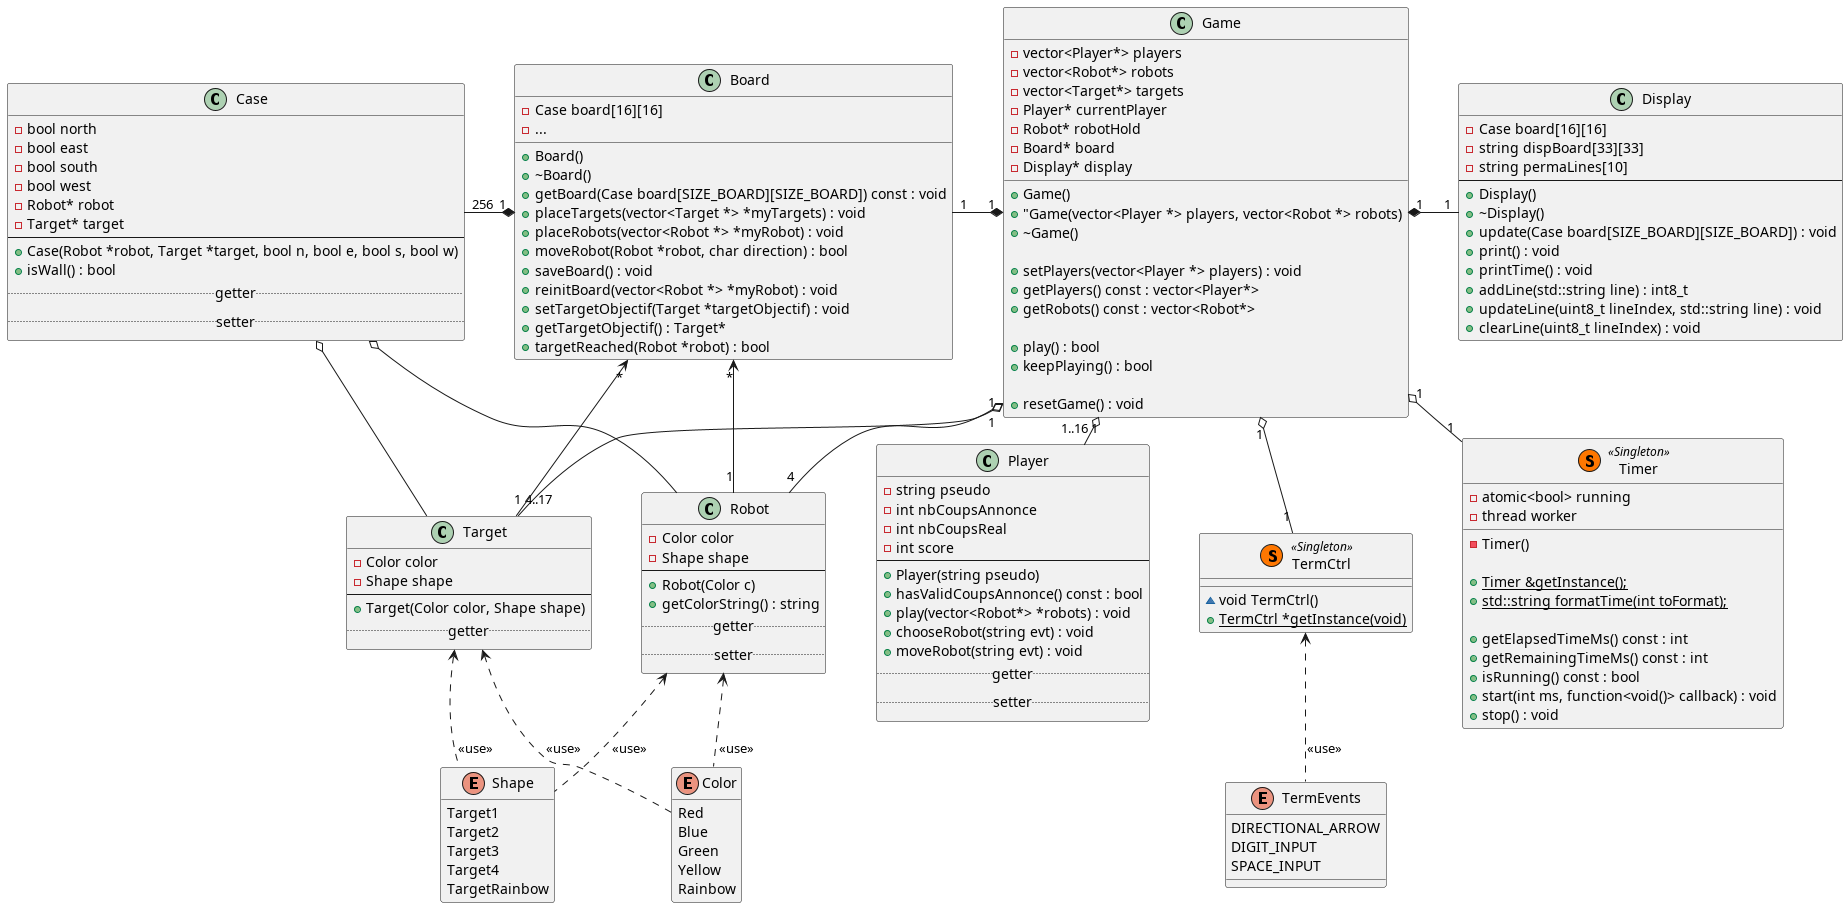 C Case
bool north
bool east
bool south
bool west
Robot* robot
Target* target
Case(Robot *robot, Target *target, bool n, bool e, bool s, bool w)
isWall() : bool
getter
setter
256 1
C Board
Case board[16][16]
...
Board()
~Board()
getBoard(Case board[SIZE_BOARD][SIZE_BOARD]) const : void
placeTargets(vector<Target *> *myTargets) : void
placeRobots(vector<Robot *> *myRobot) : void
moveRobot(Robot *robot, char direction) : bool
saveBoard() : void
reinitBoard(vector<Robot *> *myRobot) : void
setTargetObjectif(Target *targetObjectif) : void
getTargetObjectif() : Target*
targetReached(Robot *robot) : bool
1 1
C Game
vector<Player*> players
vector<Robot*> robots
vector<Target*> targets
Player* currentPlayer
Robot* robotHold
Board* board
Display* display
Game()
"Game(vector<Player *> players, vector<Robot *> robots)
~Game()
setPlayers(vector<Player *> players) : void
getPlayers() const : vector<Player*>
getRobots() const : vector<Robot*>
play() : bool
keepPlaying() : bool
resetGame() : void
1 1
C Display
Case board[16][16]
string dispBoard[33][33]
string permaLines[10]
Display()
~Display()
update(Case board[SIZE_BOARD][SIZE_BOARD]) : void
print() : void
printTime() : void
addLine(std::string line) : int8_t
updateLine(uint8_t lineIndex, std::string line) : void
clearLine(uint8_t lineIndex) : void
* *
1
1
1..16 1
1
1
1
1
1
4
1 4..17
C Target
Color color
Shape shape
Target(Color color, Shape shape)
getter
C Robot
Color color
Shape shape
Robot(Color c)
getColorString() : string
getter
setter
C Player
string pseudo
int nbCoupsAnnonce
int nbCoupsReal
int score
Player(string pseudo)
hasValidCoupsAnnonce() const : bool
play(vector<Robot*> *robots) : void
chooseRobot(string evt) : void
moveRobot(string evt) : void
getter
setter
S «Singleton»
TermCtrl
void TermCtrl()
TermCtrl *getInstance(void)
S «Singleton»
Timer
atomic<bool> running
thread worker
Timer()
Timer &getInstance();
std::string formatTime(int toFormat);
getElapsedTimeMs() const : int
getRemainingTimeMs() const : int
isRunning() const : bool
start(int ms, function<void()> callback) : void
stop() : void
«use» «use» «use» «use» «use»
E Shape
Target1
Target2
Target3
Target4
TargetRainbow
E Color
Red
Blue
Green
Yellow
Rainbow
E TermEvents
DIRECTIONAL_ARROW
DIGIT_INPUT
SPACE_INPUT